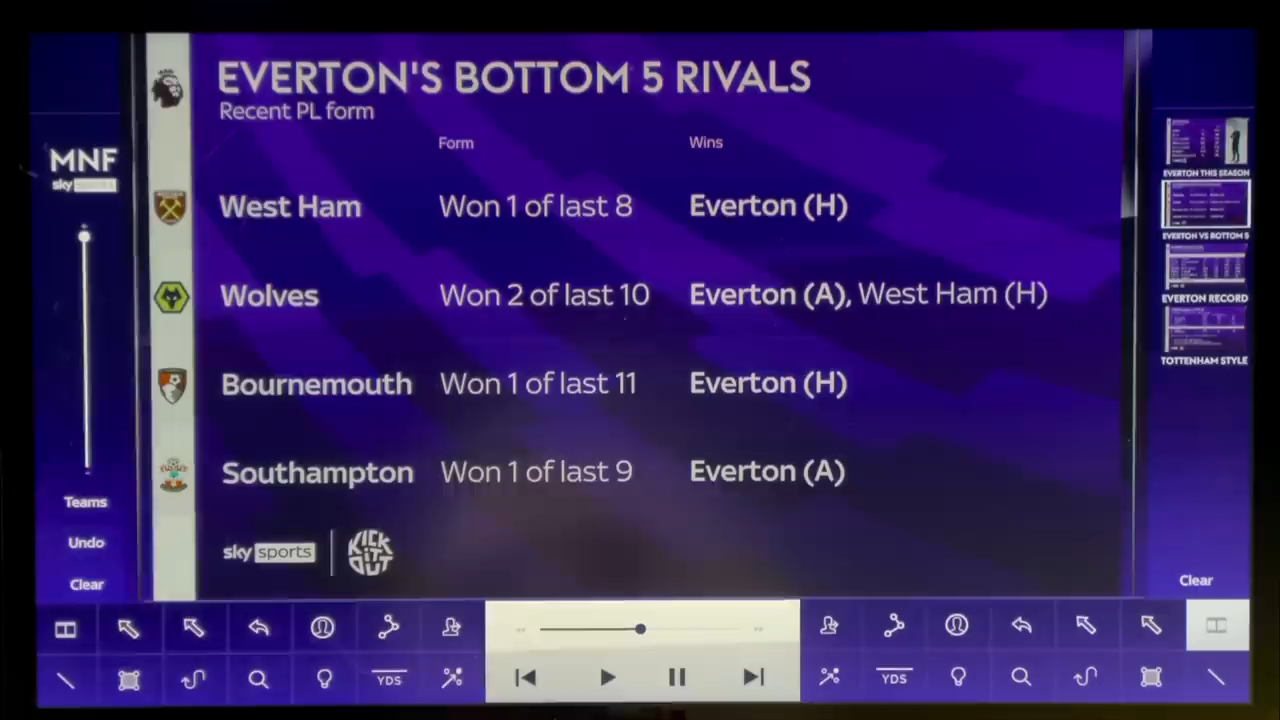 EVERTON'S BOTTOM 5 RIVALS
Recent PL form
Form Wins
West Ham Won 1 of last 8 Everton (H)
Wolves Won 2 of last 10 Everton (A), West Ham (H)
Bournemouth Won 1 of last 11 Everton (H)
Southampton Won 1 of last 9 Everton (A)
sky sports KICK IT OUT
MNF
sky sports
Teams
Undo
Clear
EVERTON THIS SEASON
EVERTON VS BOTTOM 5
EVERTON RECORD
TOTTENHAM STYLE
Clear
YDS
YDS